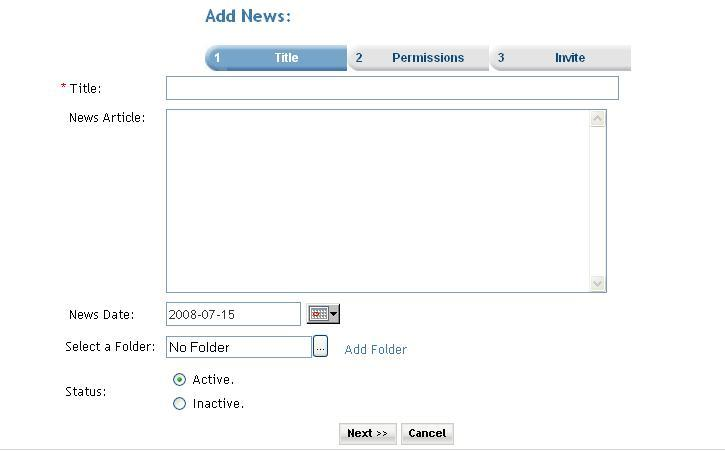 Add News:
1 Title 2 Permissions 3 Invite
* Title:
News Article:
News Date: 2008-07-15
Select a Folder: No Folder ... Add Folder
Status: Active.
Inactive.
Next >> Cancel